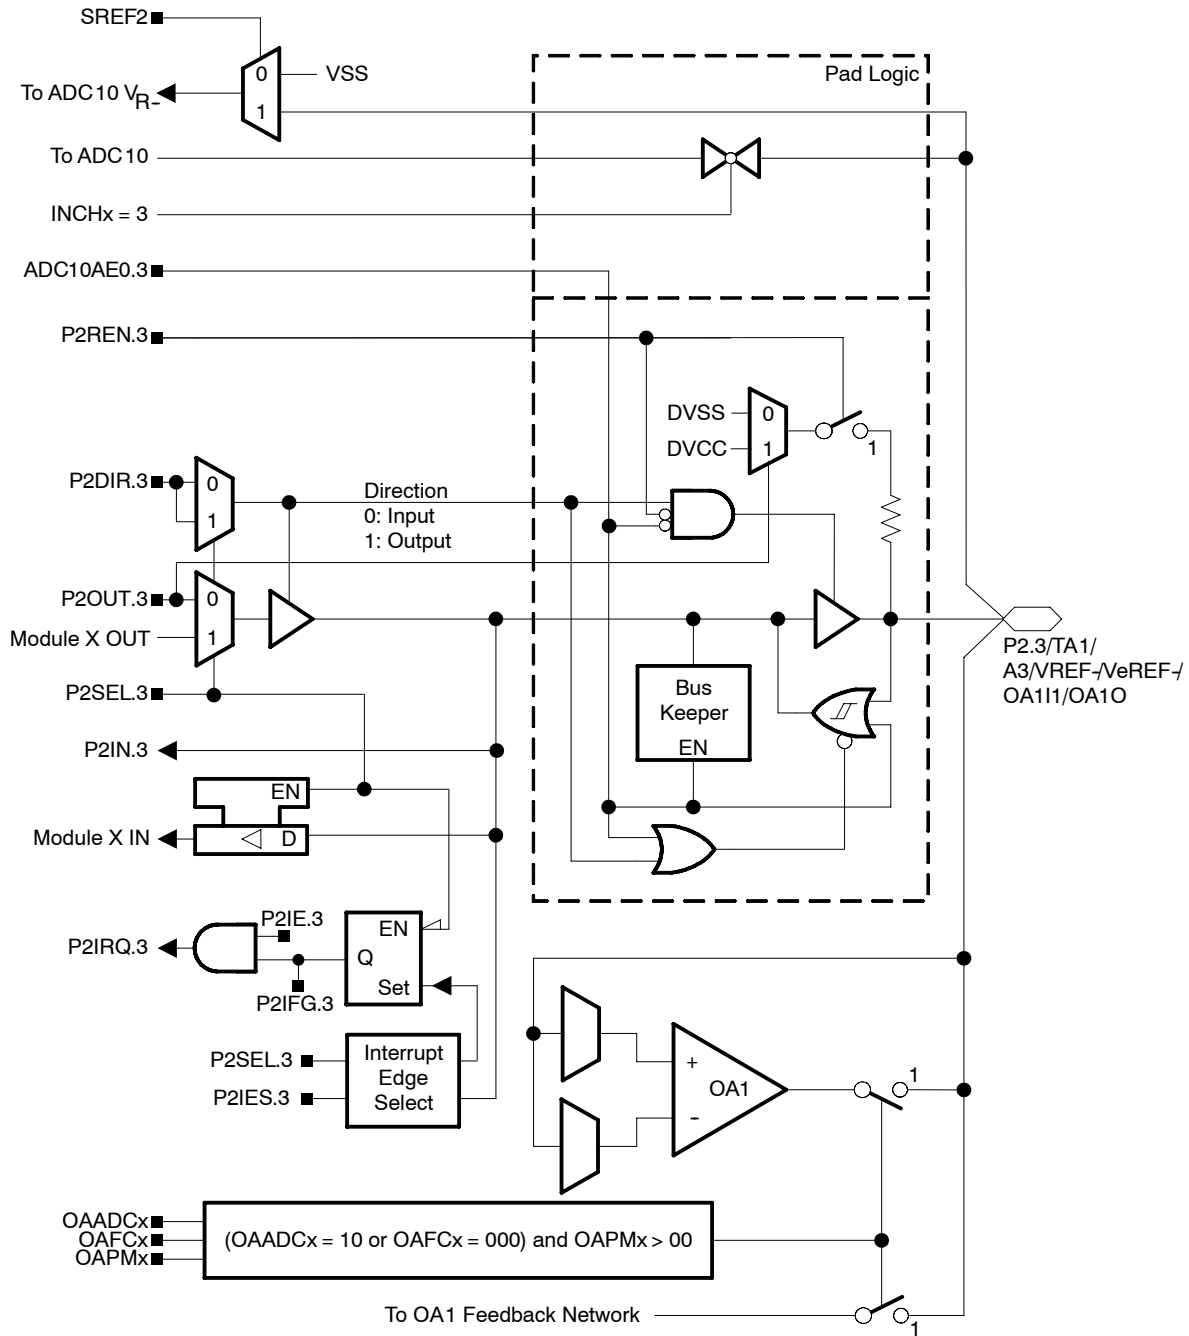 SREF2
0
VSS
To ADC10 VR-
1
Pad Logic
To ADC10
INCHx = 3
ADC10AE0.3
P2REN.3
DVSS
0
DVCC
1
1
P2DIR.3
0
1
Direction
0: Input
1: Output
P2OUT.3
0
Module X OUT
1
P2SEL.3
Bus
Keeper
EN
P2.3/TA1/
A3/VREF-/VeREF-/
OA1I1/OA1O
P2IN.3
EN
Module X IN
D
P2IE.3
EN
P2IRQ.3
Q
Set
P2IFG.3
P2SEL.3
P2IES.3
Interrupt
Edge
Select
+
OA1
-
1
OAADCx
OAFCx
OAPMx
(OAADCx = 10 or OAFCx = 000) and OAPMx > 00
To OA1 Feedback Network
1